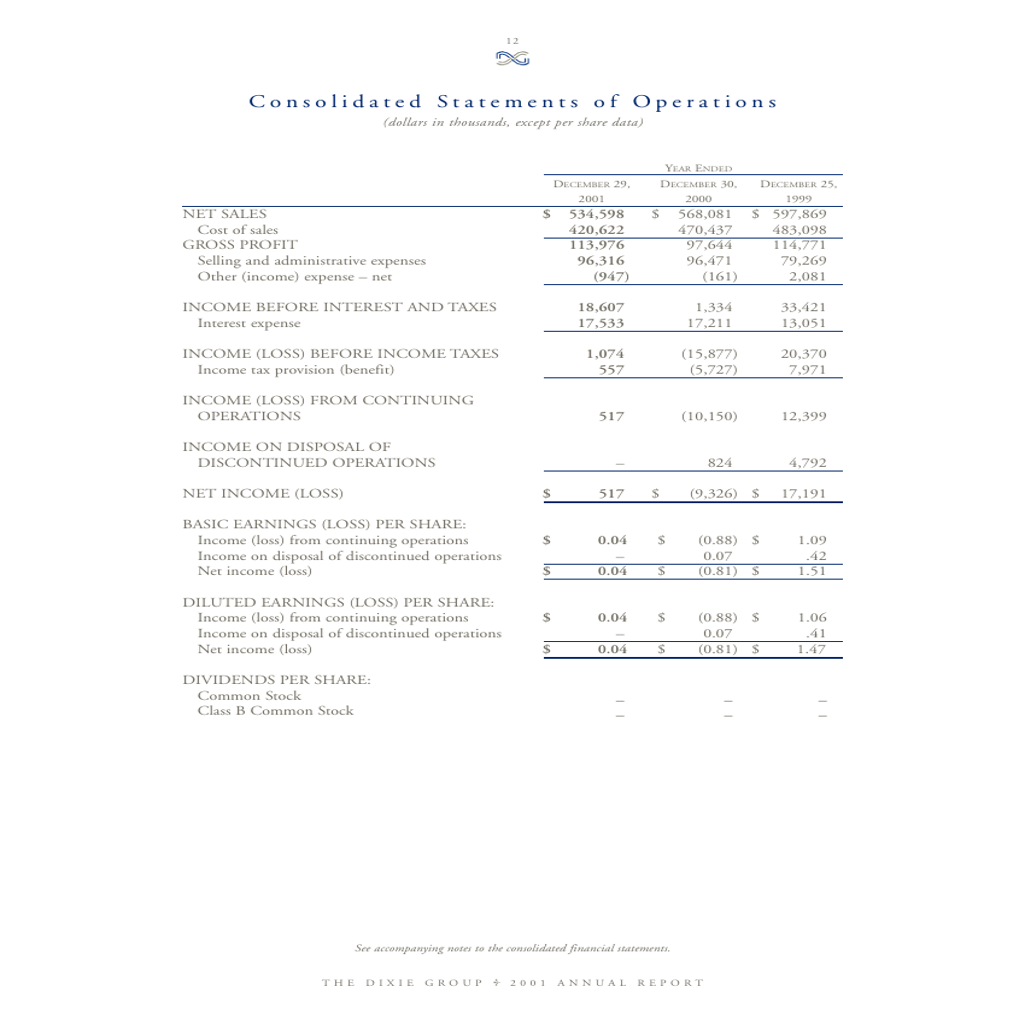 12
Consolidated Statements of Operations
(dollars in thousands, except per share data)
YEAR ENDED
DECEMBER 29, DECEMBER 30, DECEMBER 25,
2001 2000 1999
NET SALES $ 534,598 $ 568,081 $ 597,869
Cost of sales 420,622 470,437 483,098
GROSS PROFIT 113,976 97,644 114,771
Selling and administrative expenses 96,316 96,471 79,269
Other (income) expense – net (947) (161) 2,081
INCOME BEFORE INTEREST AND TAXES 18,607 1,334 33,421
Interest expense 17,533 17,211 13,051
INCOME (LOSS) BEFORE INCOME TAXES 1,074 (15,877) 20,370
Income tax provision (benefit) 557 (5,727) 7,971
INCOME (LOSS) FROM CONTINUING
OPERATIONS 517 (10,150) 12,399
INCOME ON DISPOSAL OF
DISCONTINUED OPERATIONS – 824 4,792
NET INCOME (LOSS) $ 517 $ (9,326) $ 17,191
BASIC EARNINGS (LOSS) PER SHARE:
Income (loss) from continuing operations $ 0.04 $ (0.88) $ 1.09
Income on disposal of discontinued operations – 0.07 .42
Net income (loss) $ 0.04 $ (0.81) $ 1.51
DILUTED EARNINGS (LOSS) PER SHARE:
Income (loss) from continuing operations $ 0.04 $ (0.88) $ 1.06
Income on disposal of discontinued operations – 0.07 .41
Net income (loss) $ 0.04 $ (0.81) $ 1.47
DIVIDENDS PER SHARE:
Common Stock – – –
Class B Common Stock – – –
See accompanying notes to the consolidated financial statements.
THE DIXIE GROUP ✢ 2001 ANNUAL REPORT